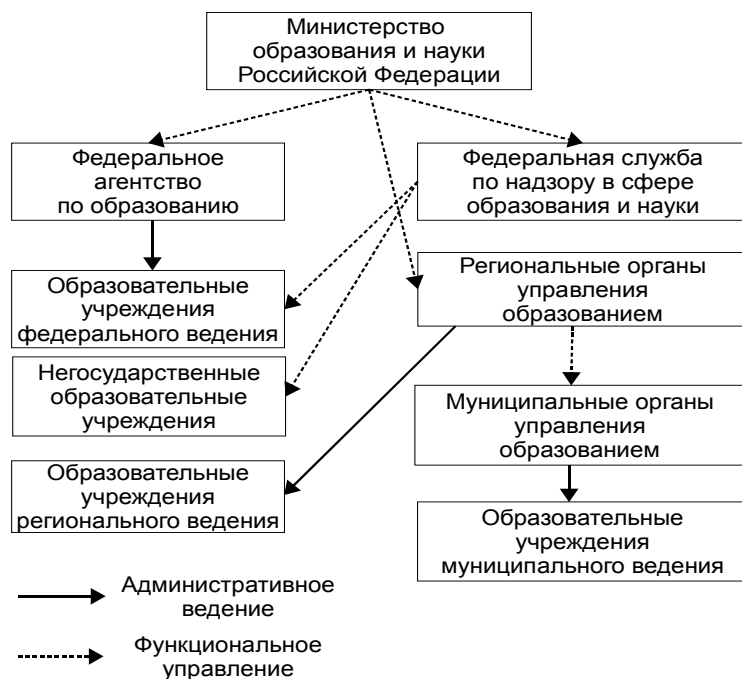 Министерство
образования и науки
Российской Федерации
Федеральное
агентство
по образованию
Федеральная служба
по надзору в сфере
образования и науки
Образовательные
учреждения
федерального ведения
Региональные органы
управления
образованием
Негосударственные
образовательные
учреждения
Муниципальные органы
управления
образованием
Образовательные
учреждения
регионального ведения
Образовательные
учреждения
муниципального ведения
Административное
ведение
Функциональное
управление